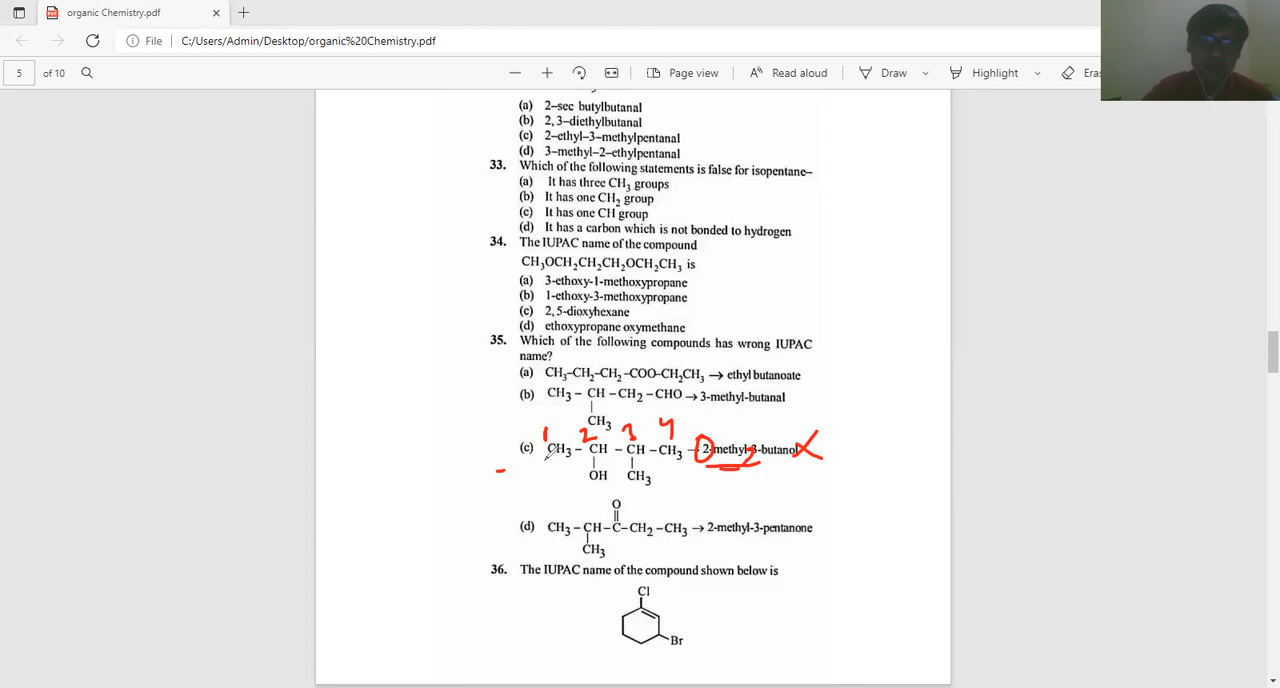 organic Chemistry.pdf
File C:/Users/Admin/Desktop/organic%20Chemistry.pdf
5 of 10 Page view Read aloud Draw Highlight Eras
(a) 2–sec butylbutanal
(b) 2, 3–diethylbutanal
(c) 2–ethyl–3–methylpentanal
(d) 3–methyl–2–ethylpentanal
33. Which of the following statements is false for isopentane–
(a) It has three CH₃ groups
(b) It has one CH₂ group
(c) It has one CH group
(d) It has a carbon which is not bonded to hydrogen
34. The IUPAC name of the compound
CH₃OCH₂CH₂CH₂OCH₂CH₃ is
(a) 3-ethoxy-1-methoxypropane
(b) 1-ethoxy-3-methoxypropane
(c) 2, 5-dioxyhexane
(d) ethoxypropane oxymethane
35. Which of the following compounds has wrong IUPAC
name?
(a) CH₃–CH₂–CH₂ –COO–CH₂CH₃ → ethyl butanoate
(b) CH₃ – CH – CH₂ – CHO → 3-methyl-butanal
CH₃
1 2 3 4
(c) CH₃ – CH – CH – CH₃ → 2-methyl-3-butanol
2
OH CH₃
O
(d) CH₃ – CH – C – CH₂ – CH₃ → 2-methyl-3-pentanone
CH₃
36. The IUPAC name of the compound shown below is
Cl
Br